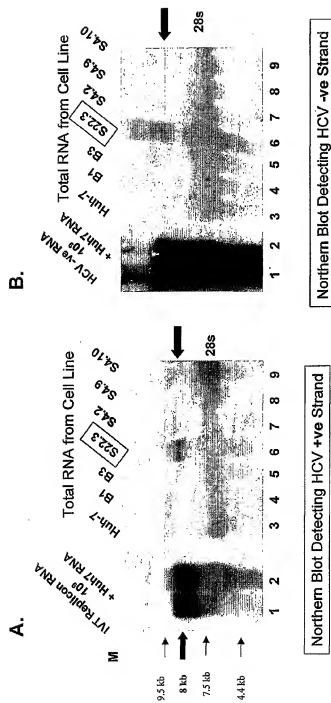 A.
IVT Replicon RNA
10⁸
+ Huh7 RNA
Total RNA from Cell Line
Huh-7
B1
B3
S22.3
S4.2
S4.9
S4.10
M
9.5 kb
8 kb
7.5 kb
4.4 kb
28s
1 2 3 4 5 6 7 8 9
Northern Blot Detecting HCV +ve Strand
B.
HCV -ve RNA
10⁸
+ Huh7 RNA
Total RNA from Cell Line
Huh-7
B1
B3
S22.3
S4.2
S4.9
S4.10
28s
1 2 3 4 5 6 7 8 9
Northern Blot Detecting HCV -ve Strand